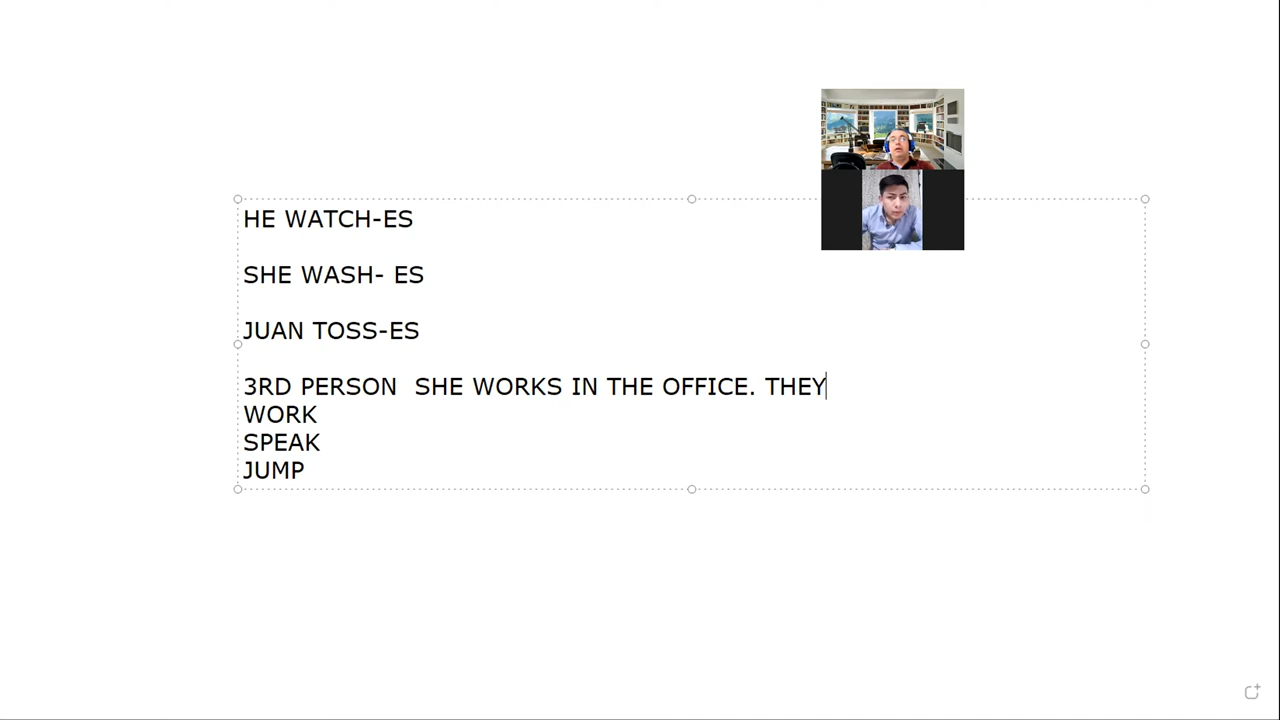 HE WATCH-ES
SHE WASH- ES
JUAN TOSS-ES
3RD PERSON  SHE WORKS IN THE OFFICE. THEY
WORK
SPEAK
JUMP